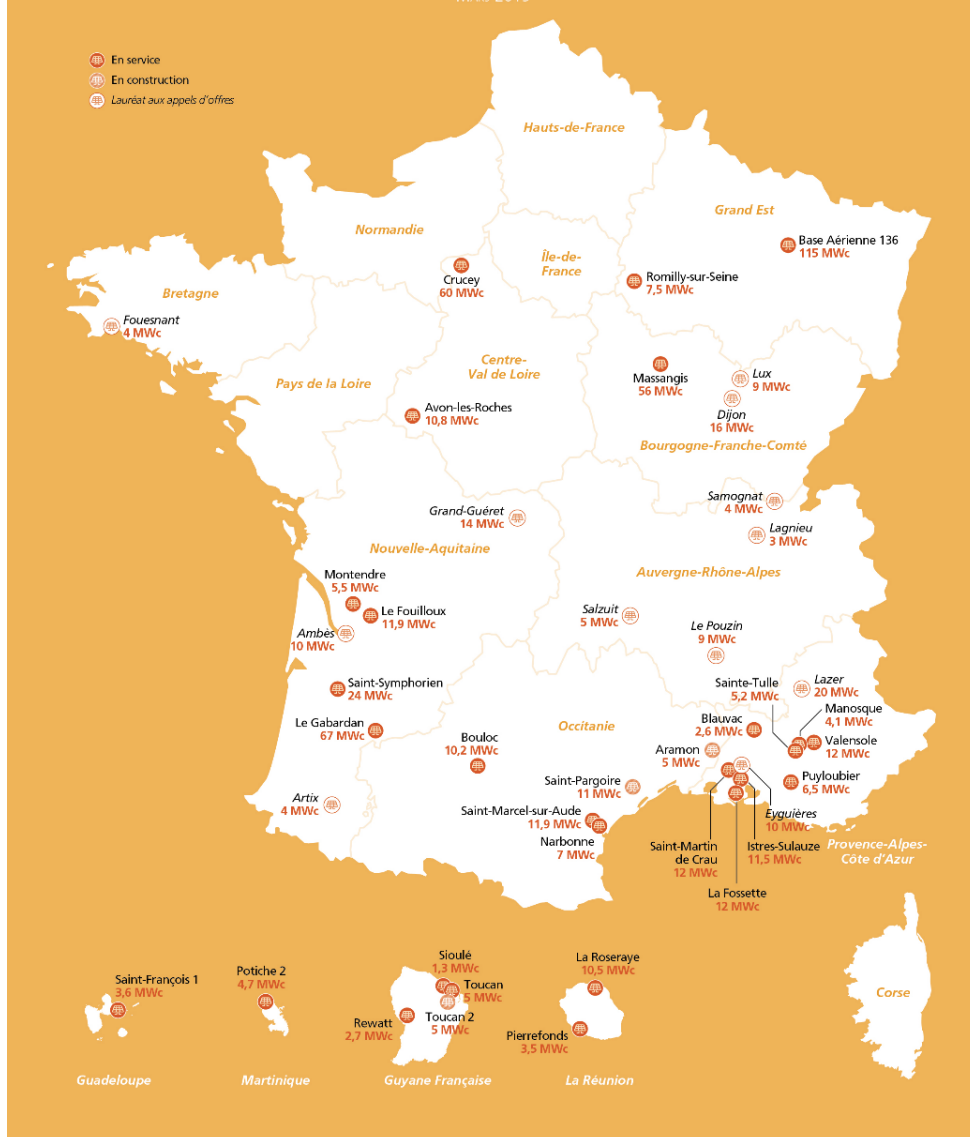 En service
En construction
Lauréat aux appels d'offres
Hauts-de-France
Normandie
Grand Est
Île-de-
France
Base Aérienne 136
115 MWc
Crucey
60 MWc
Romilly-sur-Seine
7,5 MWc
Bretagne
Fouesnant
4 MWc
Pays de la Loire
Centre-
Val de Loire
Massangis
56 MWc
Lux
9 MWc
Dijon
16 MWc
Avon-les-Roches
10,8 MWc
Bourgogne-Franche-Comté
Grand-Guéret
14 MWc
Samognat
4 MWc
Lagnieu
3 MWc
Nouvelle-Aquitaine
Auvergne-Rhône-Alpes
Montendre
5,5 MWc
Le Fouilloux
11,9 MWc
Ambès
10 MWc
Salzuit
5 MWc
Le Pouzin
9 MWc
Saint-Symphorien
24 MWc
Sainte-Tulle
5,2 MWc
Lazer
20 MWc
Manosque
4,1 MWc
Le Gabardan
67 MWc
Occitanie
Blauvac
2,6 MWc
Valensole
12 MWc
Bouloc
10,2 MWc
Aramon
5 MWc
Saint-Pargoire
11 MWc
Puyloubier
6,5 MWc
Artix
4 MWc
Saint-Marcel-sur-Aude
11,9 MWc
Narbonne
7 MWc
Eyguières
10 MWc
Saint-Martin
de Crau
12 MWc
Istres-Sulauze
11,5 MWc
Provence-Alpes-
Côte d'Azur
La Fossette
12 MWc
Saint-François 1
3,6 MWc
Potiche 2
4,7 MWc
Sioulé
1,3 MWc
Toucan
5 MWc
Rewatt
2,7 MWc
Toucan 2
5 MWc
La Roseraye
10,5 MWc
Pierrefonds
3,5 MWc
Corse
Guadeloupe
Martinique
Guyane Française
La Réunion